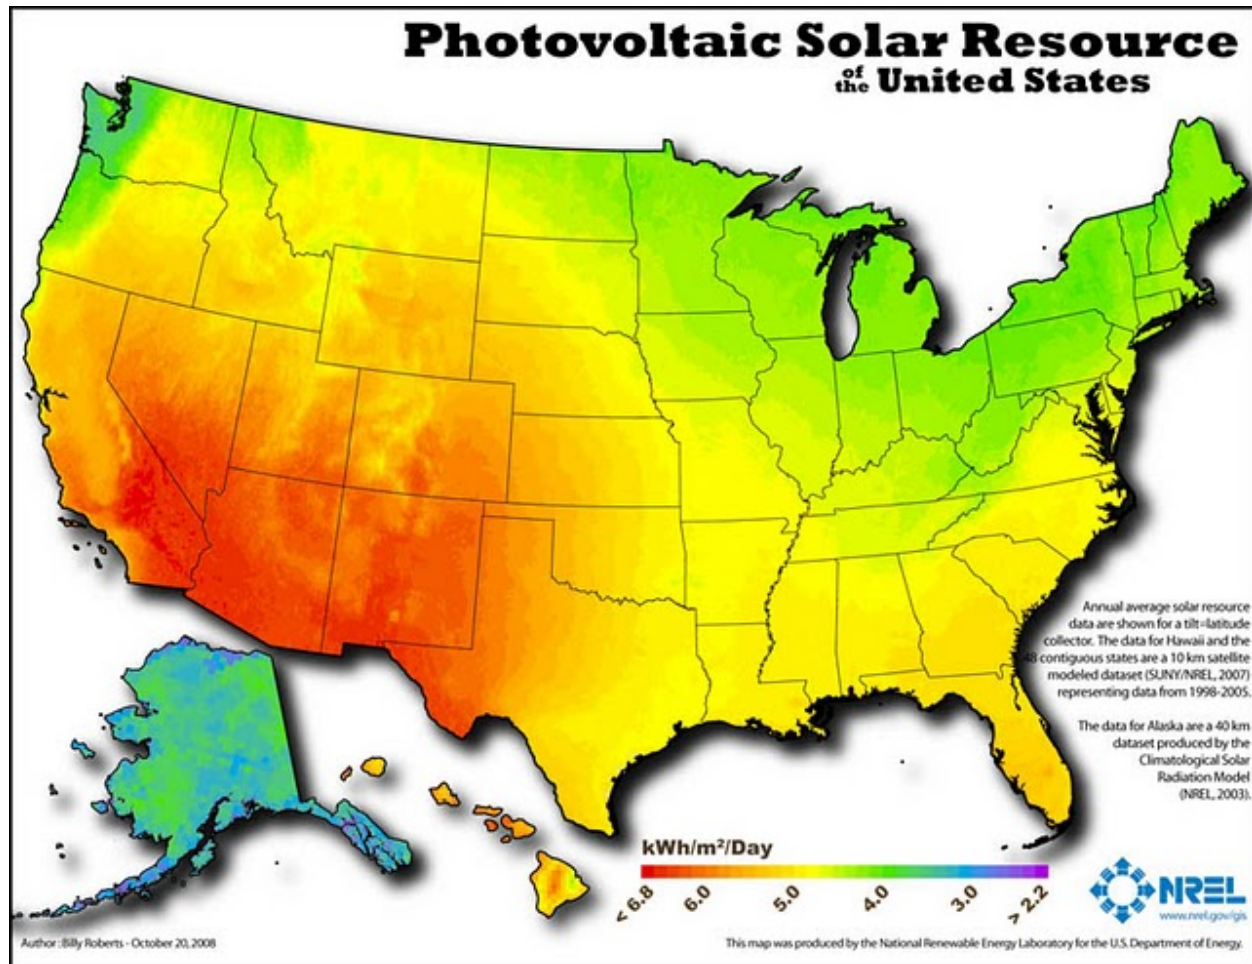 Photovoltaic Solar Resource
of the United States
Annual average solar resource
data are shown for a tilt=latitude
collector. The data for Hawaii and the
48 contiguous states are a 10 km satellite
modeled dataset (SUNY/NREL, 2007)
representing data from 1998-2005.
The data for Alaska are a 40 km
dataset produced by the
Climatological Solar
Radiation Model
(NREL, 2003).
kWh/m²/Day
< 6.8 6.0 5.0 4.0 3.0 > 2.2
NREL
www.nrel.gov/gis
Author : Billy Roberts - October 20, 2008
This map was produced by the National Renewable Energy Laboratory for the U.S. Department of Energy.